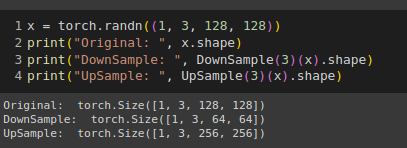 1 x = torch.randn((1, 3, 128, 128))
2 print("Original: ", x.shape)
3 print("DownSample: ", DownSample(3)(x).shape)
4 print("UpSample: ", UpSample(3)(x).shape)
Original:  torch.Size([1, 3, 128, 128])
DownSample:  torch.Size([1, 3, 64, 64])
UpSample:  torch.Size([1, 3, 256, 256])